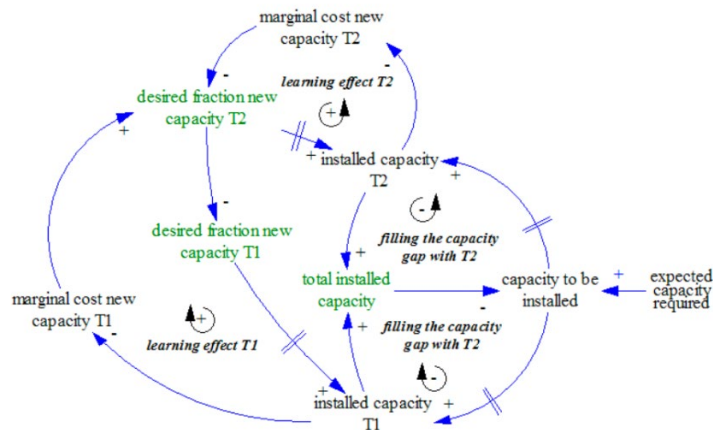 marginal cost new
capacity T2
-
-
learning effect T2
desired fraction new
capacity T2
+
+
+
installed capacity
T2
+
-
-
filling the capacity
gap with T2
desired fraction new
capacity T1
+
total installed
capacity
capacity to be
installed
+
expected
capacity
required
-
marginal cost new
capacity T1
-
+
learning effect T1
+
filling the capacity
gap with T2
-
+
installed capacity
T1
+